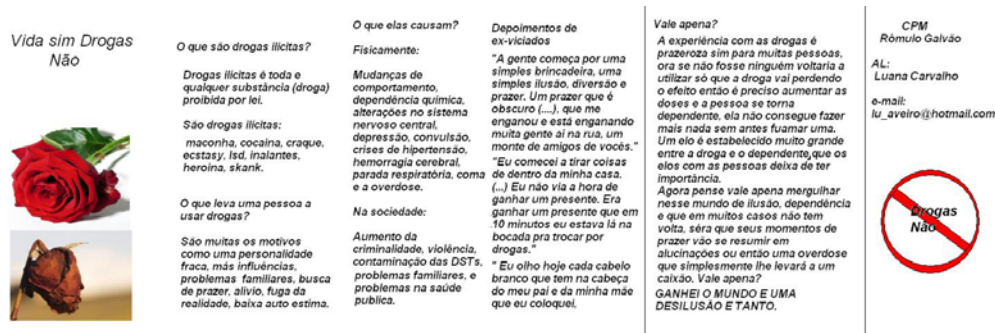 Vida sim Drogas
Não
O que são drogas ilícitas?
Drogas ilícitas é toda e
qualquer substância (droga)
proibida por lei.
São drogas ilícitas:
maconha, cocaína, craque,
ecstasy, lsd, inalantes,
heroína, skank.
O que leva uma pessoa a
usar drogas?
São muitas os motivos
como uma personalidade
fraca, más influências,
problemas familiares, busca
de prazer, alívio, fuga da
realidade, baixa auto estima.
O que elas causam?
Fisicamente:
Mudanças de
comportamento,
dependência química,
alterações no sistema
nervoso central,
depressão, convulsão,
crises de hipertensão,
hemorragia cerebral,
parada respiratória, coma
e a overdose.
Na sociedade:
Aumento da
criminalidade, violência,
contaminação das DSTs,
problemas familiares, e
problemas na saúde
publica.
Depoimentos de
ex-viciados
"A gente começa por uma
simples brincadeira, uma
simples ilusão, diversão e
prazer. Um prazer que é
obscuro (....), que me
enganou e está enganando
muita gente ai na rua, um
monte de amigos de vocês."
"Eu comecei a tirar coisas
de dentro da minha casa.
(...) Eu não via a hora de
ganhar um presente. Era
ganhar um presente que em
10 minutos eu estava lá na
bocada pra trocar por
drogas."
" Eu olho hoje cada cabelo
branco que tem na cabeça
do meu pai e da minha mãe
que eu coloquei,
Vale apena?
A experiência com as drogas é
prazeroza sim para muitas pessoas,
ora se não fosse ninguém voltaria a
utilizar só que a droga vai perdendo
o efeito então é preciso aumentar as
doses e a pessoa se torna
dependente, ela não consegue fazer
mais nada sem antes fuamar uma.
Um elo é estabelecido muito grande
entre a droga e o dependente,que os
elos com as pessoas deixa de ter
importância.
Agora pense vale apena mergulhar
nesse mundo de ilusão, dependência
e que em muitos casos não tem
volta, séra que seus momentos de
prazer vão se resumir em
alucinações ou então uma overdose
que simplesmente lhe levará a um
caixão. Vale apena?
GANHEI O MUNDO E UMA
DESILUSÃO E TANTO.
CPM
Rômulo Galvão
AL:
Luana Carvalho
e-mail:
lu_aveiro@hotmail.com
Drogas
Não